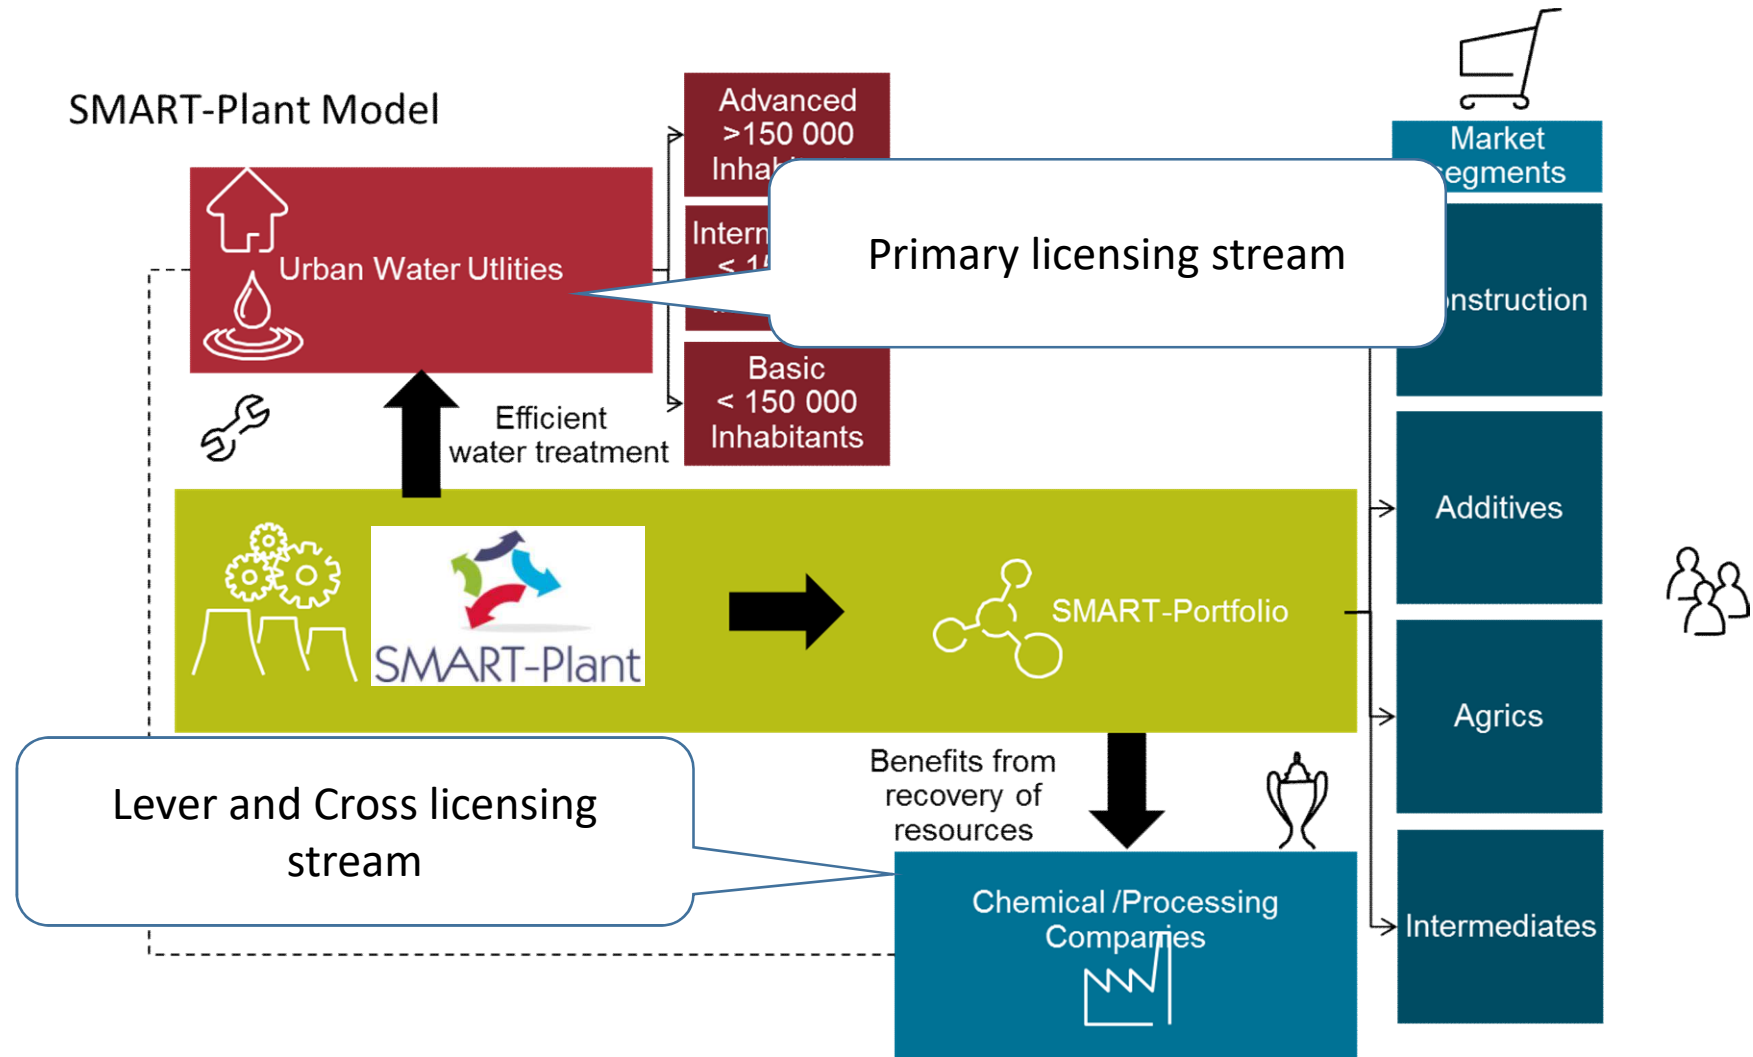 SMART-Plant Model
Advanced
>150 000
Market
Urban Water Utlities
Primary licensing stream
Basic
< 150 000
Inhabitants
Efficient
water treatment
SMART-Plant
SMART-Portfolio
Additives
Agrics
Intermediates
Benefits from
recovery of
resources
Lever and Cross licensing
stream
Chemical /Processing
Companies